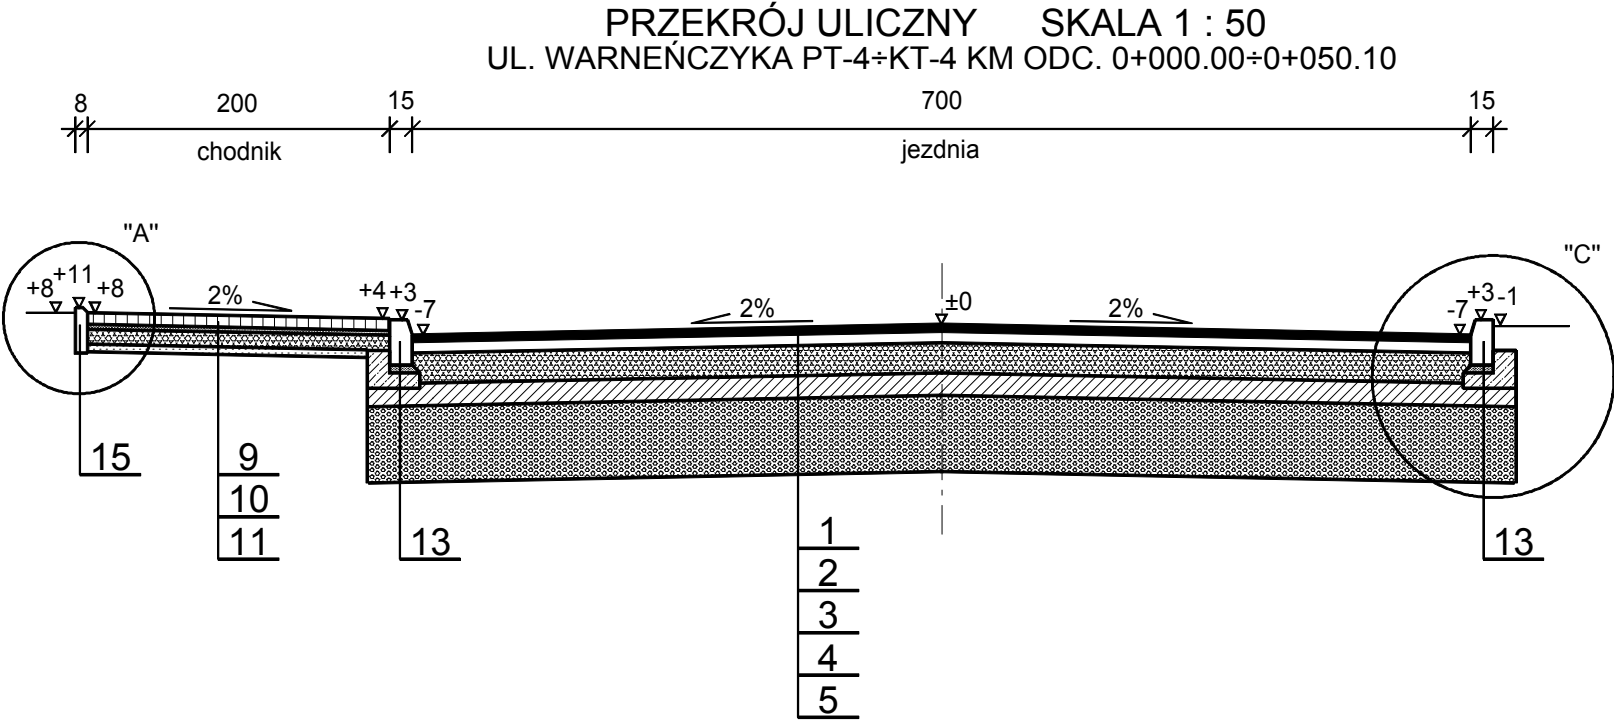 PRZEKRÓJ ULICZNY SKALA 1 : 50
UL. WARNEŃCZYKA PT-4÷KT-4 KM ODC. 0+000.00÷0+050.10
8 200 15 700 15
chodnik jezdnia
"A" "C"
+8 +11 +8 2% +4 +3 -7 2% ±0 2% -7 +3 -1
15 9
10
11 13 13
1
2
3
4
5